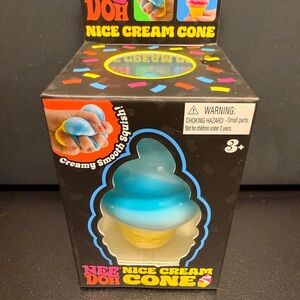 DOH
NICE CREAM CONE
Creamy Smooth Squish!
WARNING:
CHOKING HAZARD - Small parts.
Not for children under 3 years.
3+
NEE DOH
NICE CREAM CONE